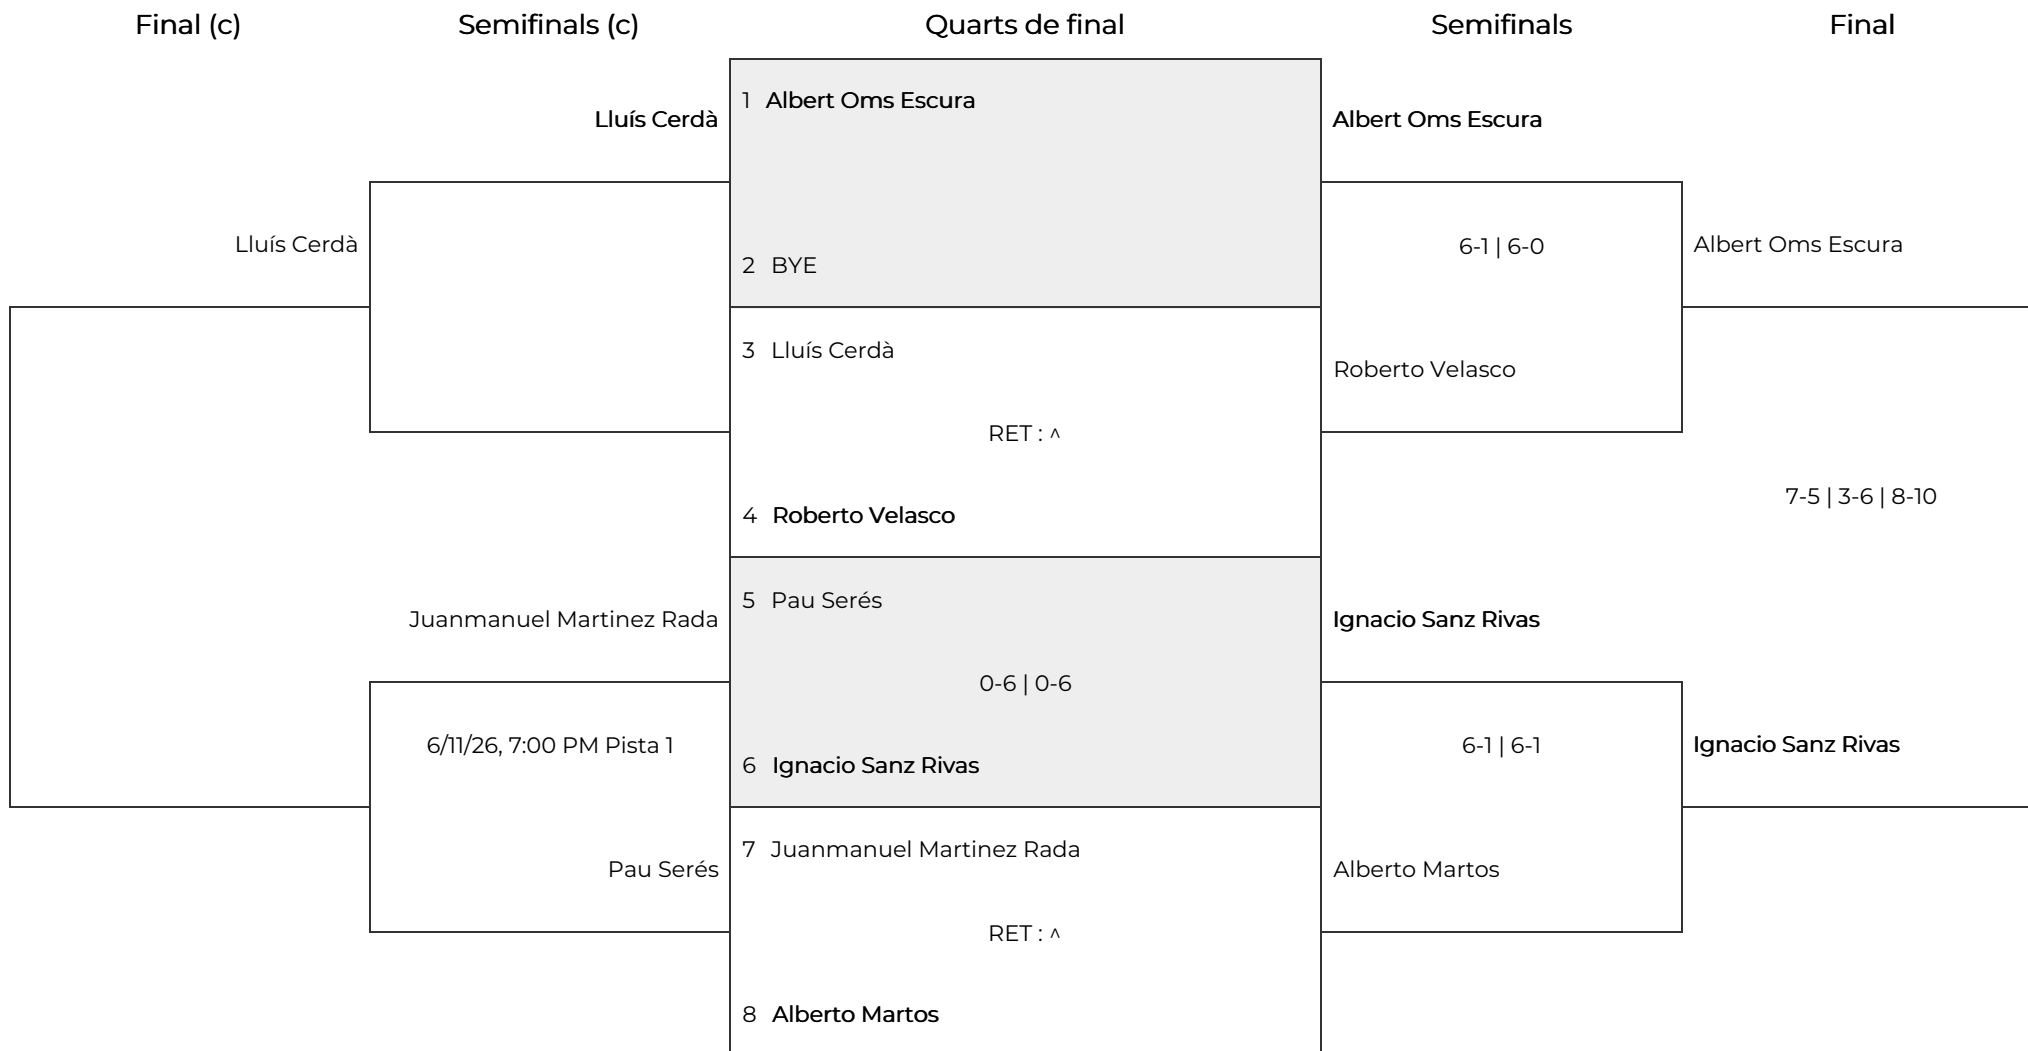 Final (c)
Semifinals (c)
Quarts de final
Semifinals
Final
1 Albert Oms Escura
Lluís Cerdà
Albert Oms Escura
Lluís Cerdà
6-1 | 6-0
Albert Oms Escura
2 BYE
3 Lluís Cerdà
Roberto Velasco
RET : ^
7-5 | 3-6 | 8-10
4 Roberto Velasco
5 Pau Serés
Juanmanuel Martinez Rada
Ignacio Sanz Rivas
0-6 | 0-6
6/11/26, 7:00 PM Pista 1
6-1 | 6-1
Ignacio Sanz Rivas
6 Ignacio Sanz Rivas
7 Juanmanuel Martinez Rada
Pau Serés
Alberto Martos
RET : ^
8 Alberto Martos